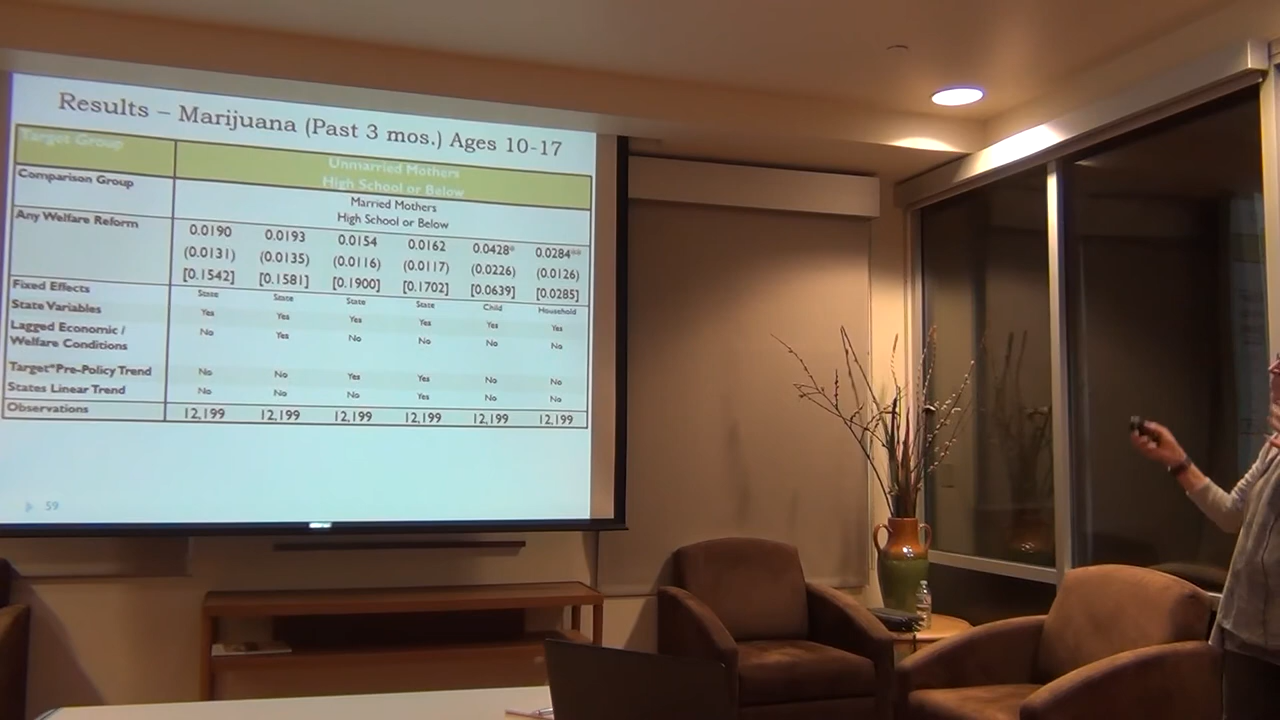 Results – Marijuana (Past 3 mos.) Ages 10-17
Target Group
Unmarried Mothers
High School or Below
Comparison Group
Married Mothers
High School or Below
Any Welfare Reform
0.0190 0.0193 0.0154 0.0162 0.0428* 0.0284**
(0.0131) (0.0135) (0.0116) (0.0117) (0.0226) (0.0126)
[0.1542] [0.1581] [0.1900] [0.1702] [0.0639] [0.0285]
Fixed Effects State State State State Child Household
State Variables Yes Yes Yes Yes Yes Yes
Lagged Economic / No Yes No No No No
Welfare Conditions
Target*Pre-Policy Trend No No Yes Yes No No
States Linear Trend No No No Yes No No
Observations 12,199 12,199 12,199 12,199 12,199 12,199
59